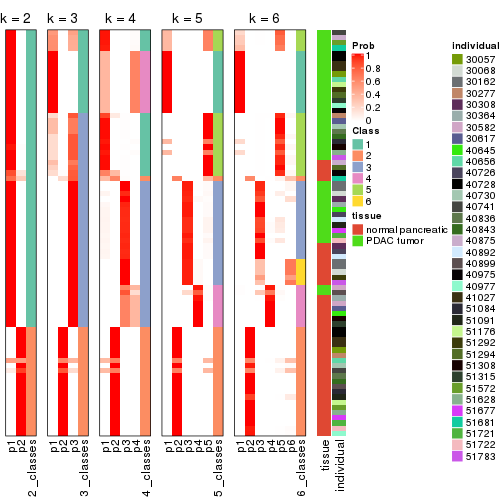 k = 2
k = 3
k = 4
k = 5
k = 6
p1
p2
2_classes
p1
p2
p3
3_classes
p1
p2
p3
p4
4_classes
p1
p2
p3
p4
p5
5_classes
p1
p2
p3
p4
p5
p6
6_classes
tissue
individual
Prob
1
0.8
0.6
0.4
0.2
0
Class
1
2
3
4
5
6
tissue
normal pancreatic
PDAC tumor
individual
30057
30068
30162
30277
30308
30364
30582
30617
40645
40656
40726
40728
40730
40741
40836
40843
40875
40892
40899
40975
40977
41027
51084
51091
51176
51292
51294
51308
51315
51572
51628
51677
51681
51721
51722
51783